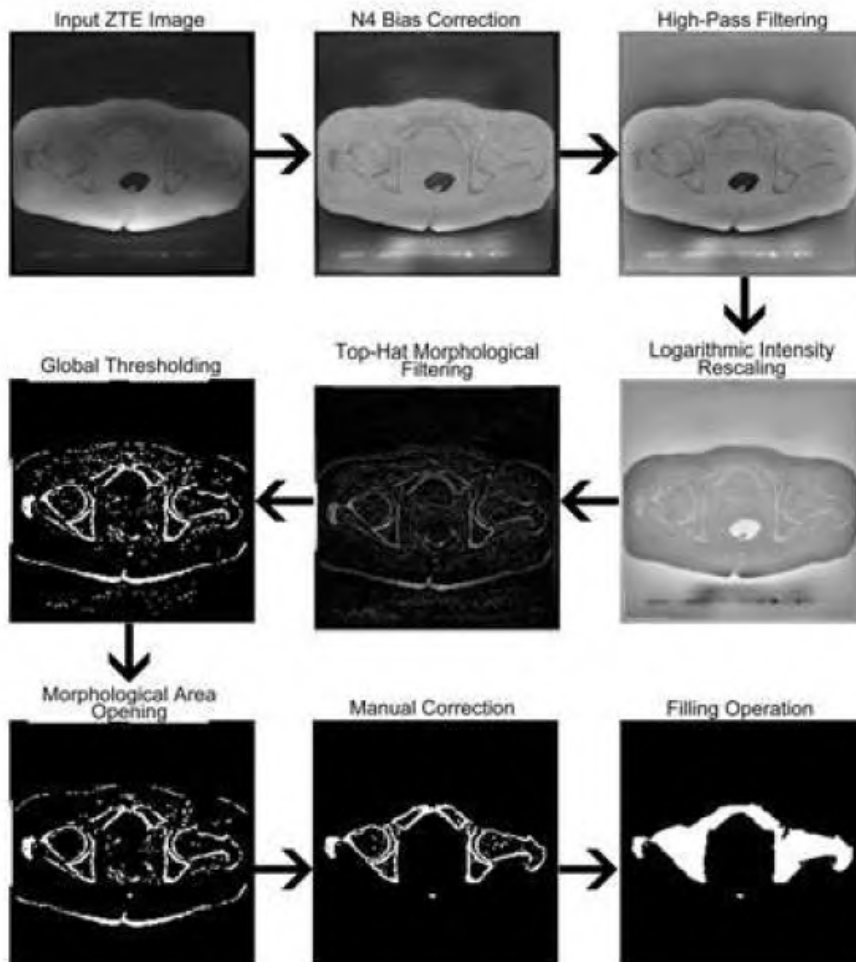 Input ZTE Image
N4 Bias Correction
High-Pass Filtering
Global Thresholding
Top-Hat Morphological
Filtering
Logarithmic Intensity
Rescaling
Morphological Area
Opening
Manual Correction
Filling Operation